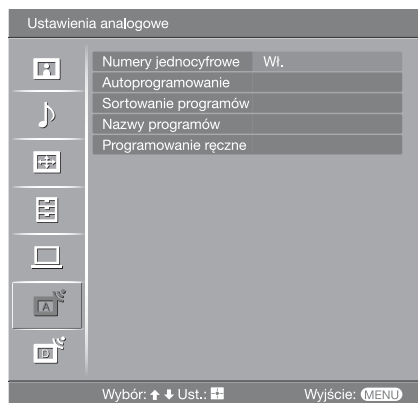 Ustawienia analogowe
Numery jednocyfrowe Wł.
Autoprogramowanie
Sortowanie programów
Nazwy programów
Programowanie ręczne
A
D
Wybór: Ust.: Wyjście: MENU